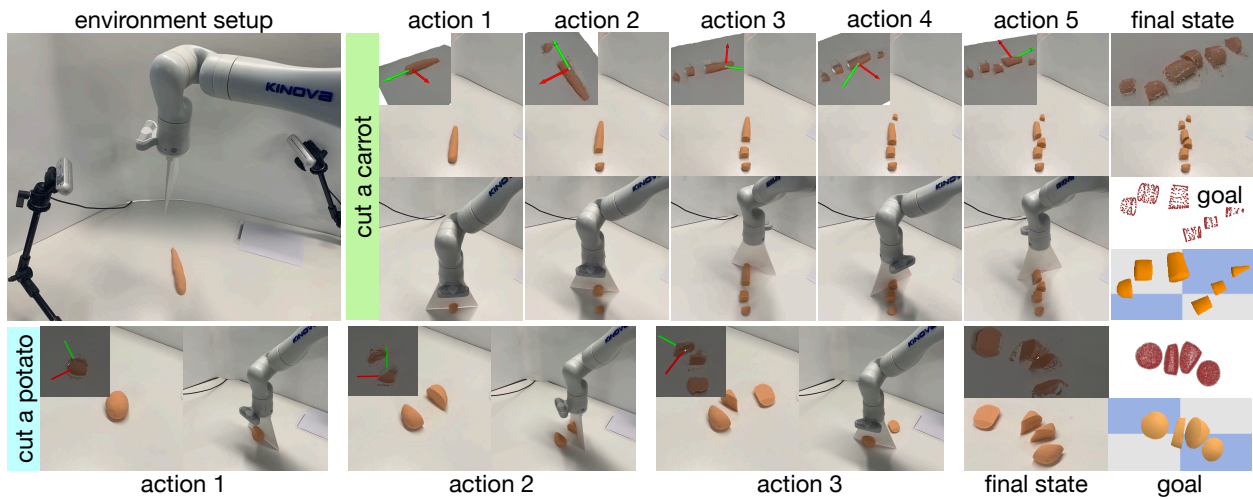 environment setup
action 1
action 2
action 3
action 4
action 5
final state
KINOVA
cut a carrot
KINOVA
goal
cut a potato
action 1
action 2
action 3
final state
goal